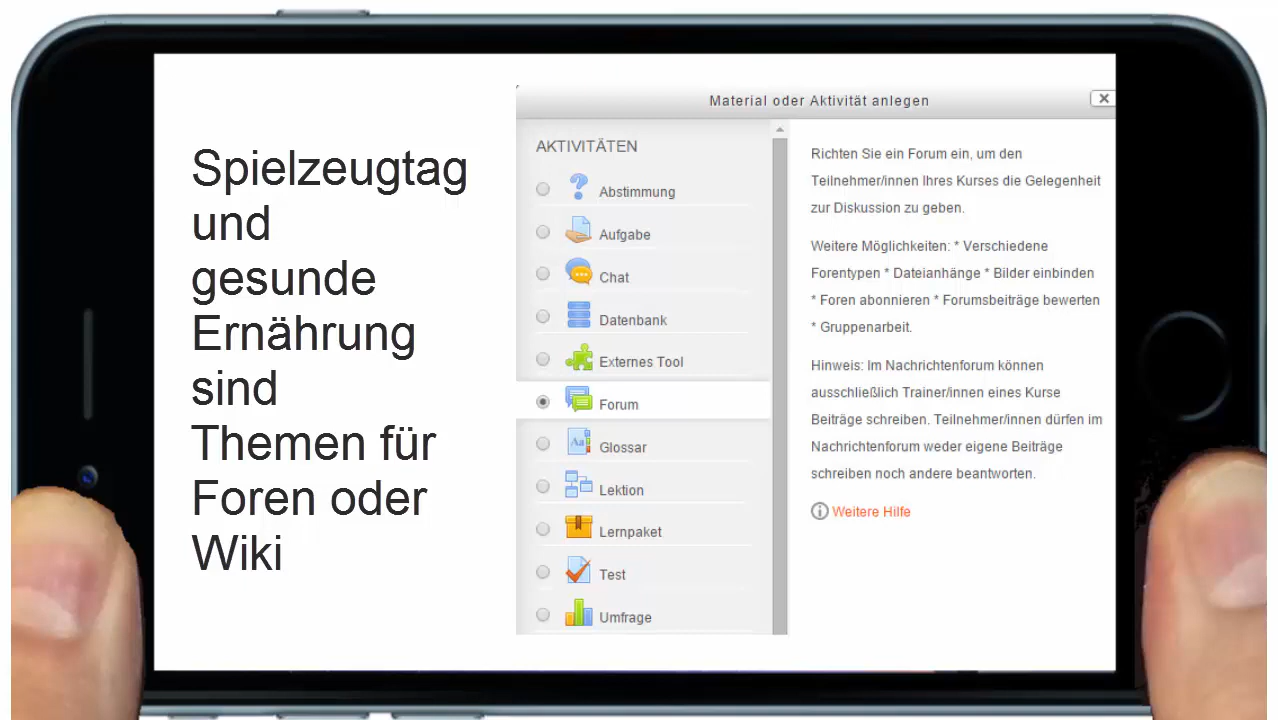 Spielzeugtag
und
gesunde
Ernährung
sind
Themen für
Foren oder
Wiki
Material oder Aktivität anlegen
AKTIVITÄTEN
Abstimmung
Aufgabe
Chat
Datenbank
Externes Tool
Forum
Glossar
Lektion
Lernpaket
Test
Umfrage
Richten Sie ein Forum ein, um den
Teilnehmer/innen Ihres Kurses die Gelegenheit
zur Diskussion zu geben.
Weitere Möglichkeiten: * Verschiedene
Forentypen * Dateianhänge * Bilder einbinden
* Foren abonnieren * Forumsbeiträge bewerten
* Gruppenarbeit.
Hinweis: Im Nachrichtenforum können
ausschließlich Trainer/innen eines Kurse
Beiträge schreiben. Teilnehmer/innen dürfen im
Nachrichtenforum weder eigene Beiträge
schreiben noch andere beantworten.
Weitere Hilfe